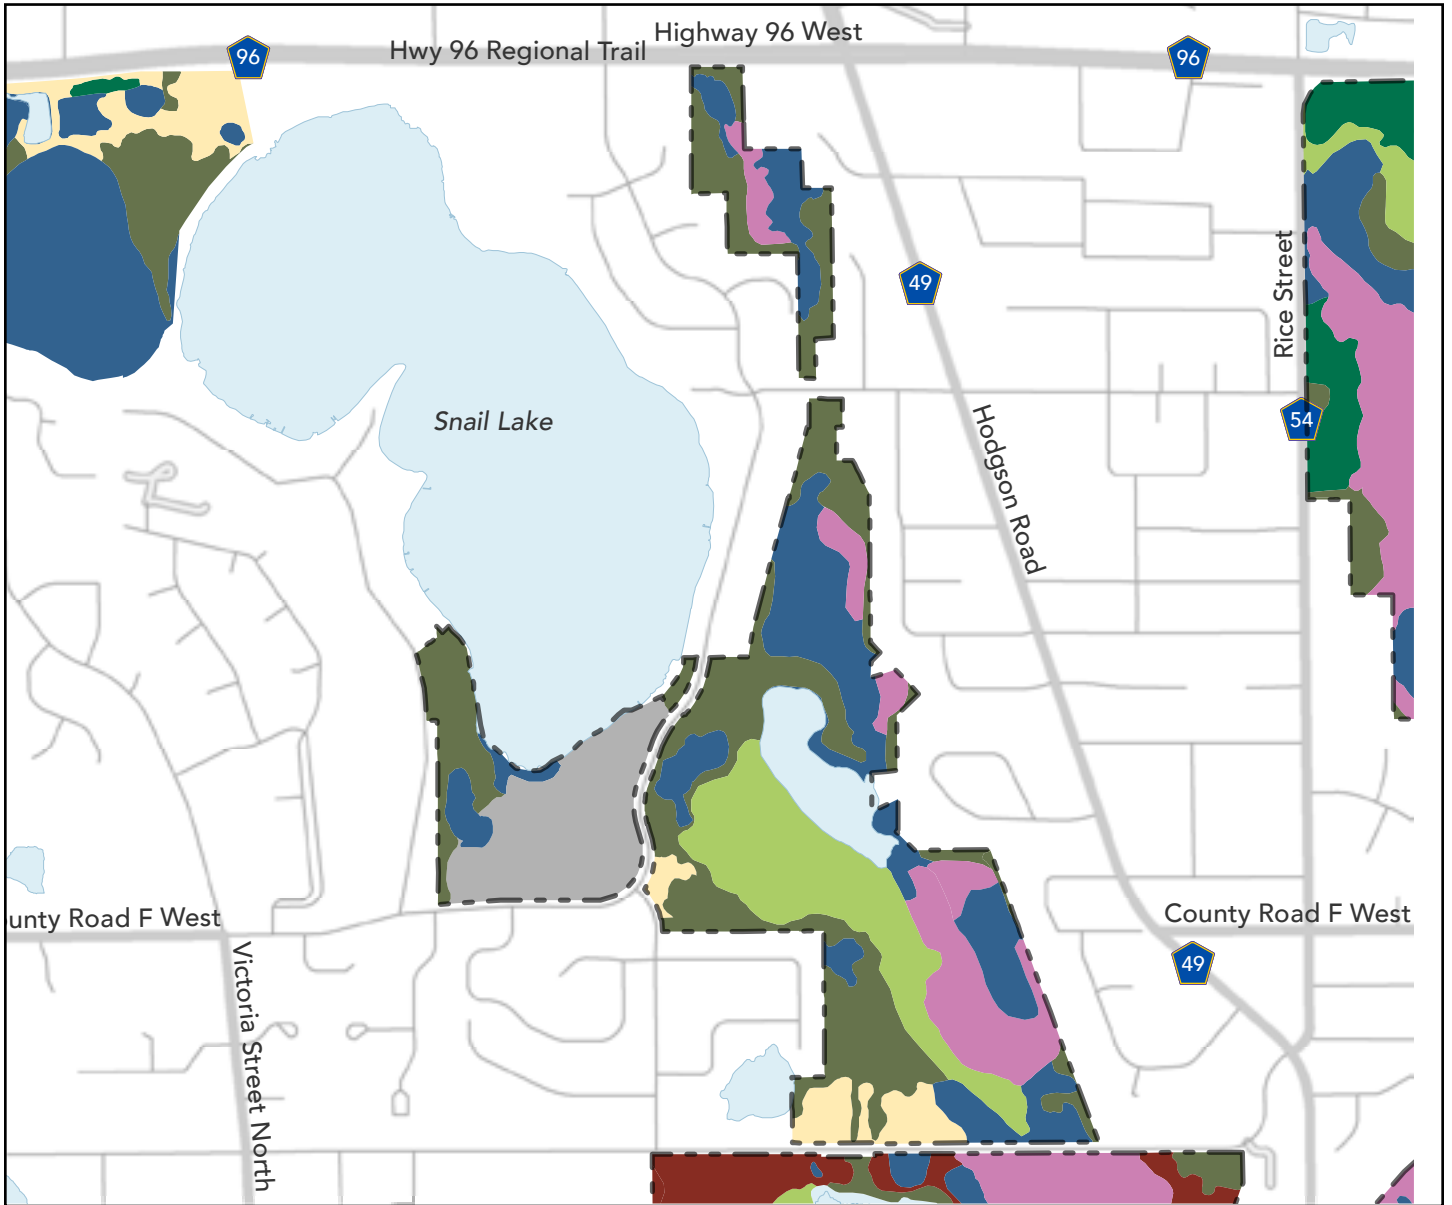 Highway 96 West
Hwy 96 Regional Trail
96
96
49
Rice Street
54
Snail Lake
Hodgson Road
unty Road F West
County Road F West
49
Victoria Street North